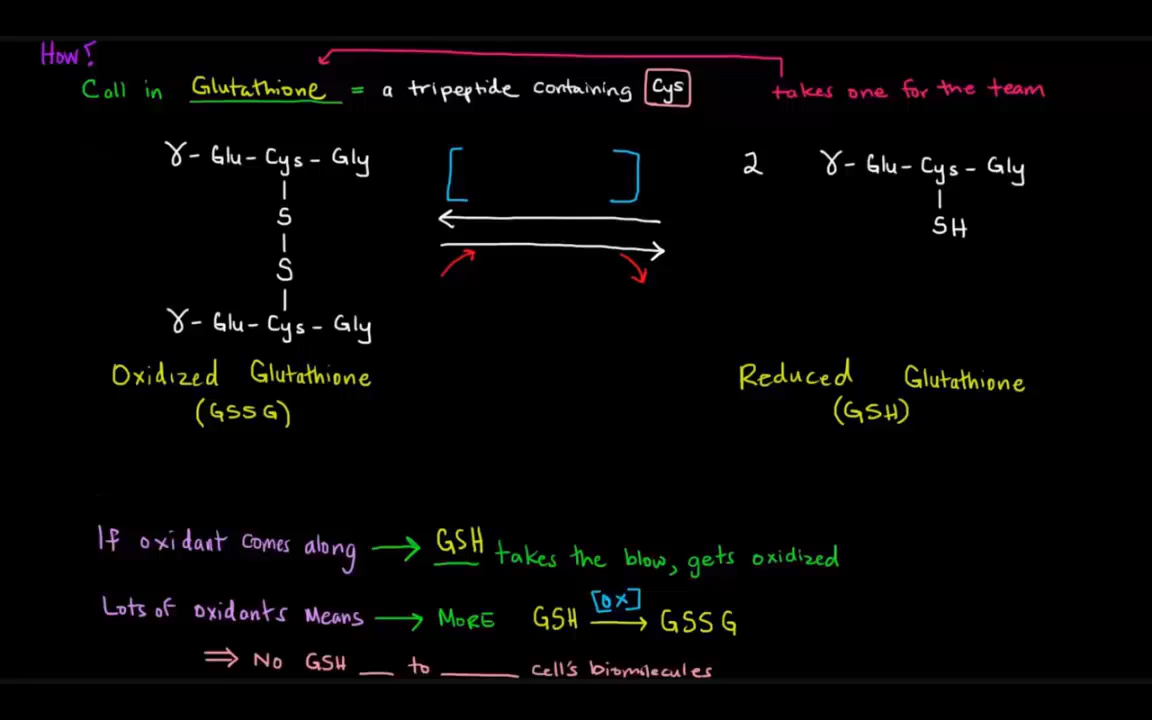 How?
Call in Glutathione = a tripeptide containing Cys takes one for the team
γ- Glu - Cys - Gly [ ] 2 γ- Glu - Cys - Gly
S SH
S
γ- Glu - Cys - Gly
Oxidized Glutathione Reduced Glutathione
(GSSG) (GSH)
If oxidant comes along → GSH takes the blow, gets oxidized
[OX]
Lots of oxidants Means → MORE GSH → GSSG
⇒ No GSH __ to ____ cell's biomolecules